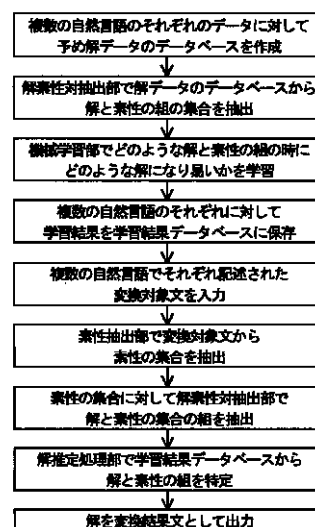 複数の自然言語のそれぞれのデータに対して
予め解データのデータベースを作成
解素性対抽出部で解データのデータベースから
解と素性の組の集合を抽出
機械学習部でどのような解と素性の組の時に
どのような解になり易いかを学習
複数の自然言語のそれぞれに対して
学習結果を学習結果データベースに保存
複数の自然言語でそれぞれ記述された
変換対象文を入力
素性抽出部で変換対象文から
素性の集合を抽出
素性の集合に対して解素性対抽出部で
解と素性の集合の組を抽出
解推定処理部で学習結果データベースから
解と素性の組を特定
解を変換結果文として出力